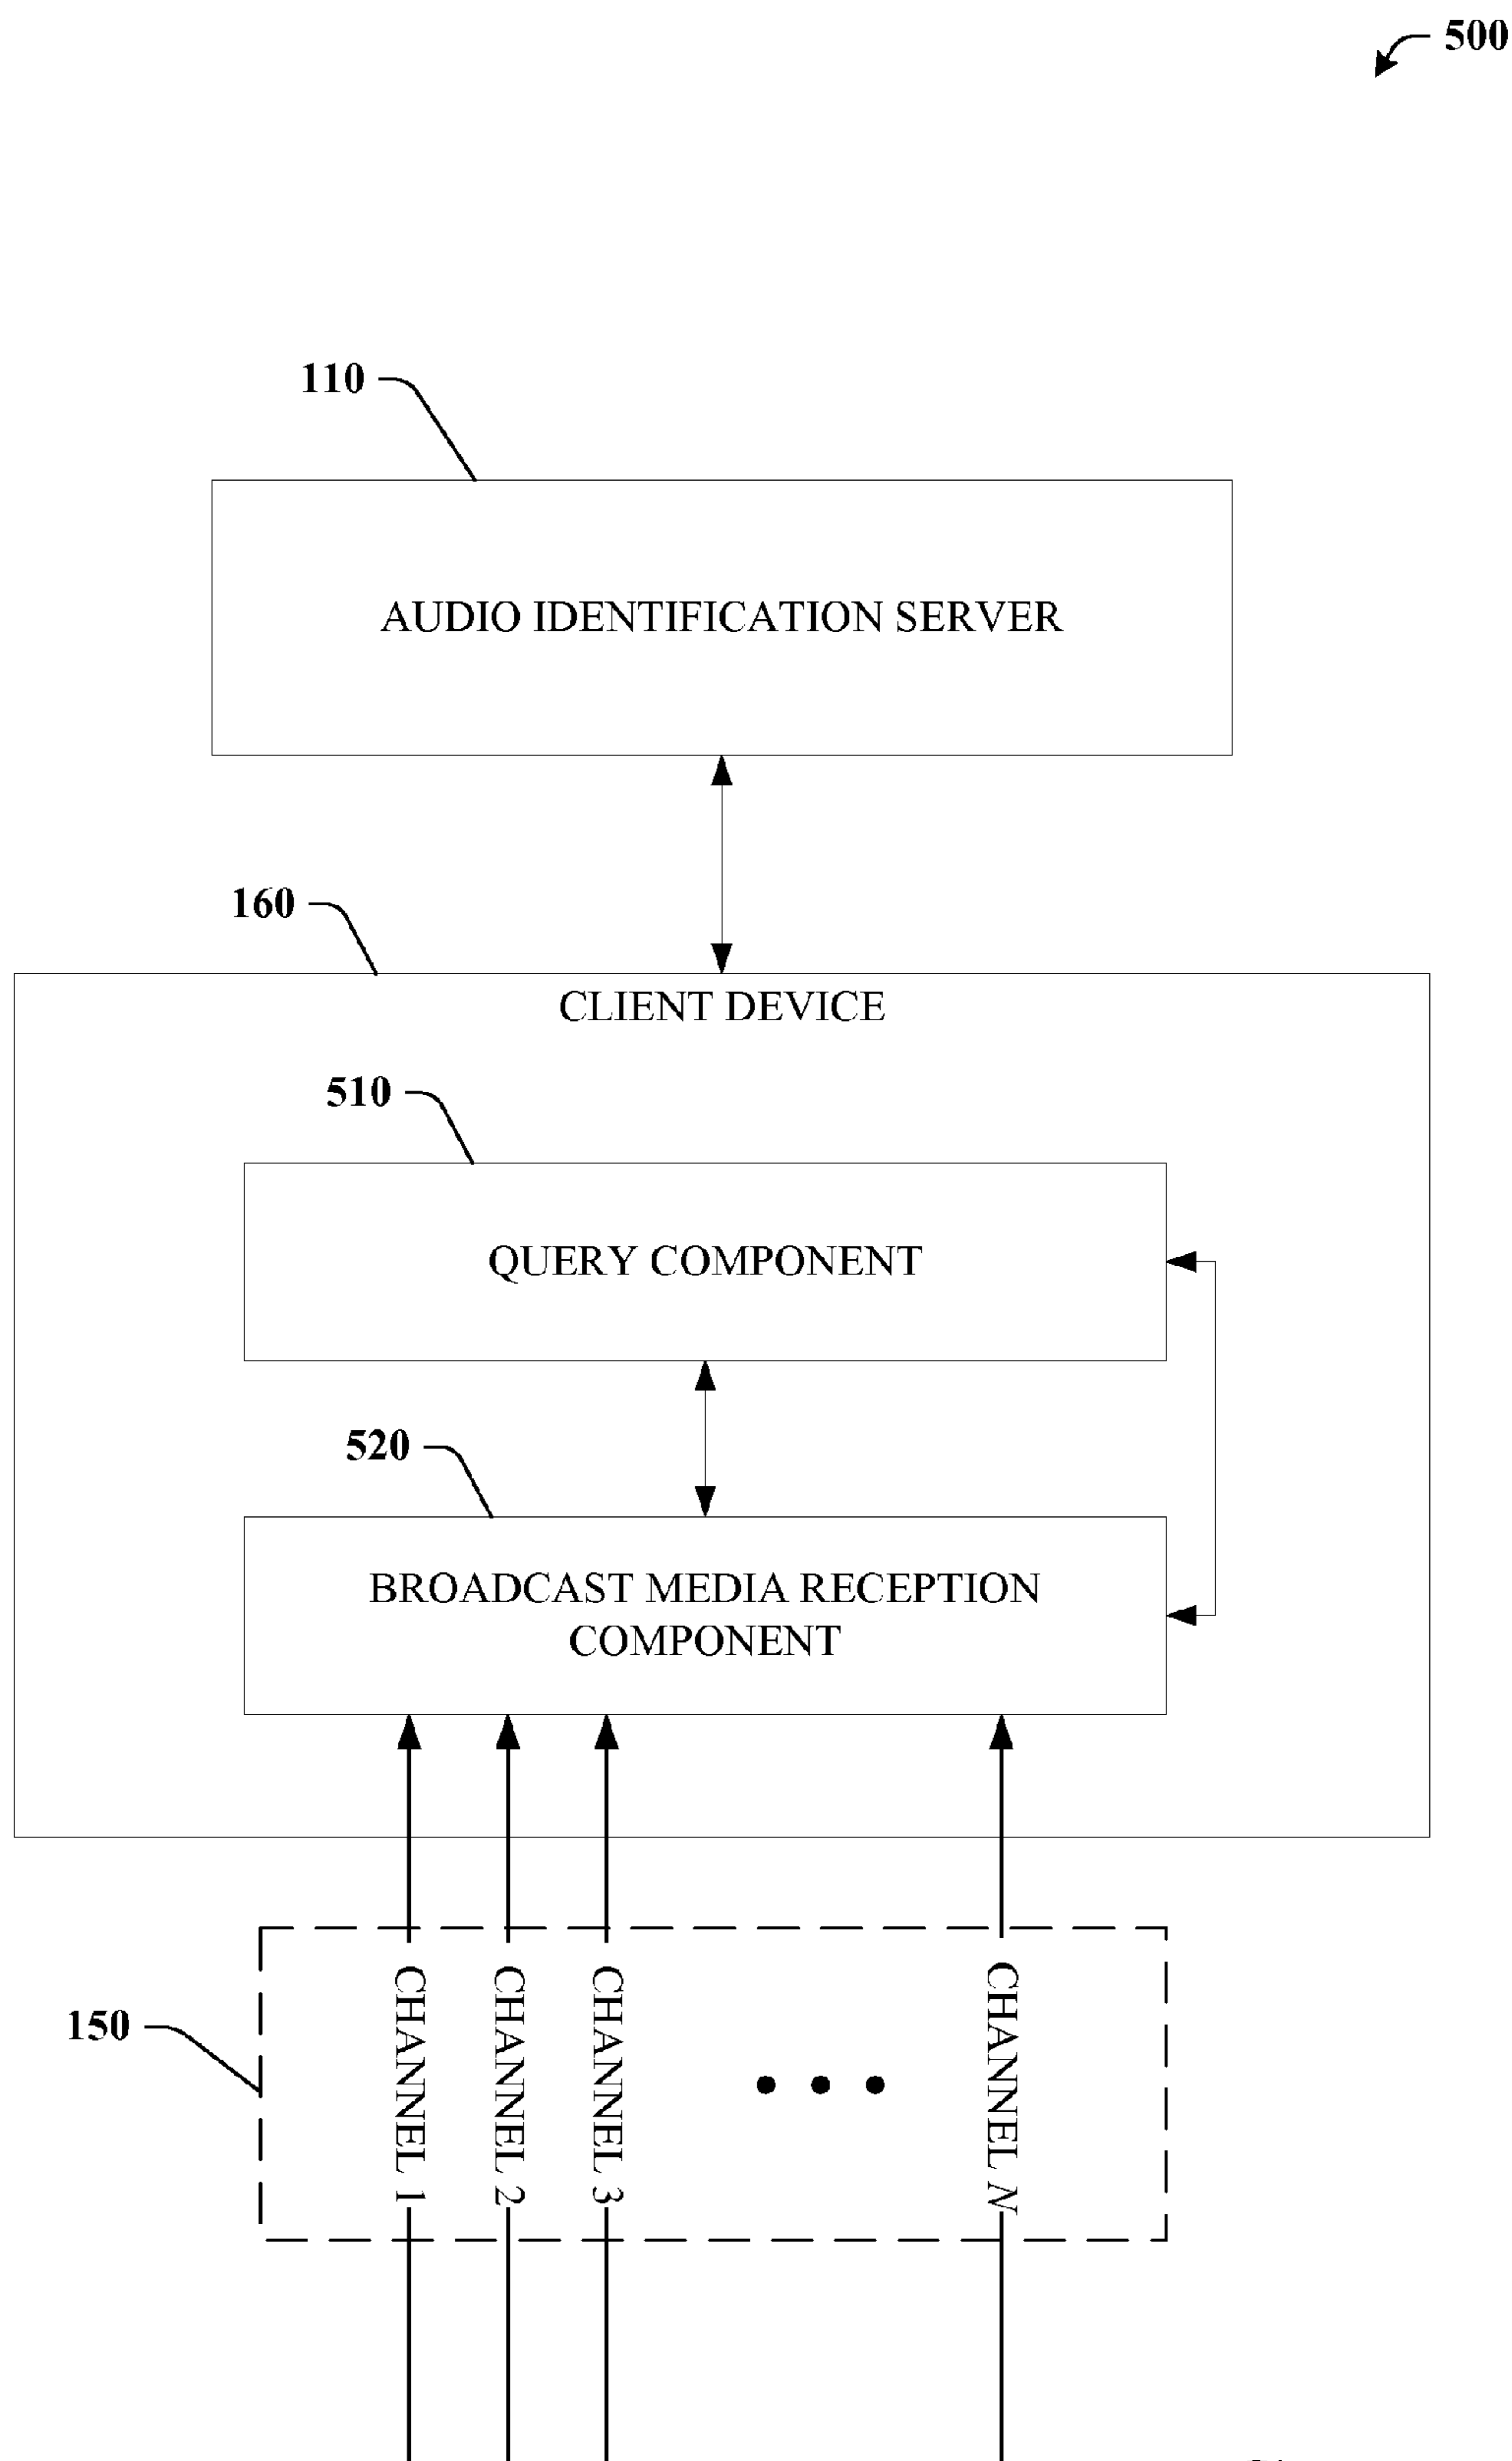 500
110
AUDIO IDENTIFICATION SERVER
160
CLIENT DEVICE
510
QUERY COMPONENT
520
BROADCAST MEDIA RECEPTION
COMPONENT
150
CHANNEL 1
CHANNEL 2
CHANNEL 3
CHANNEL N